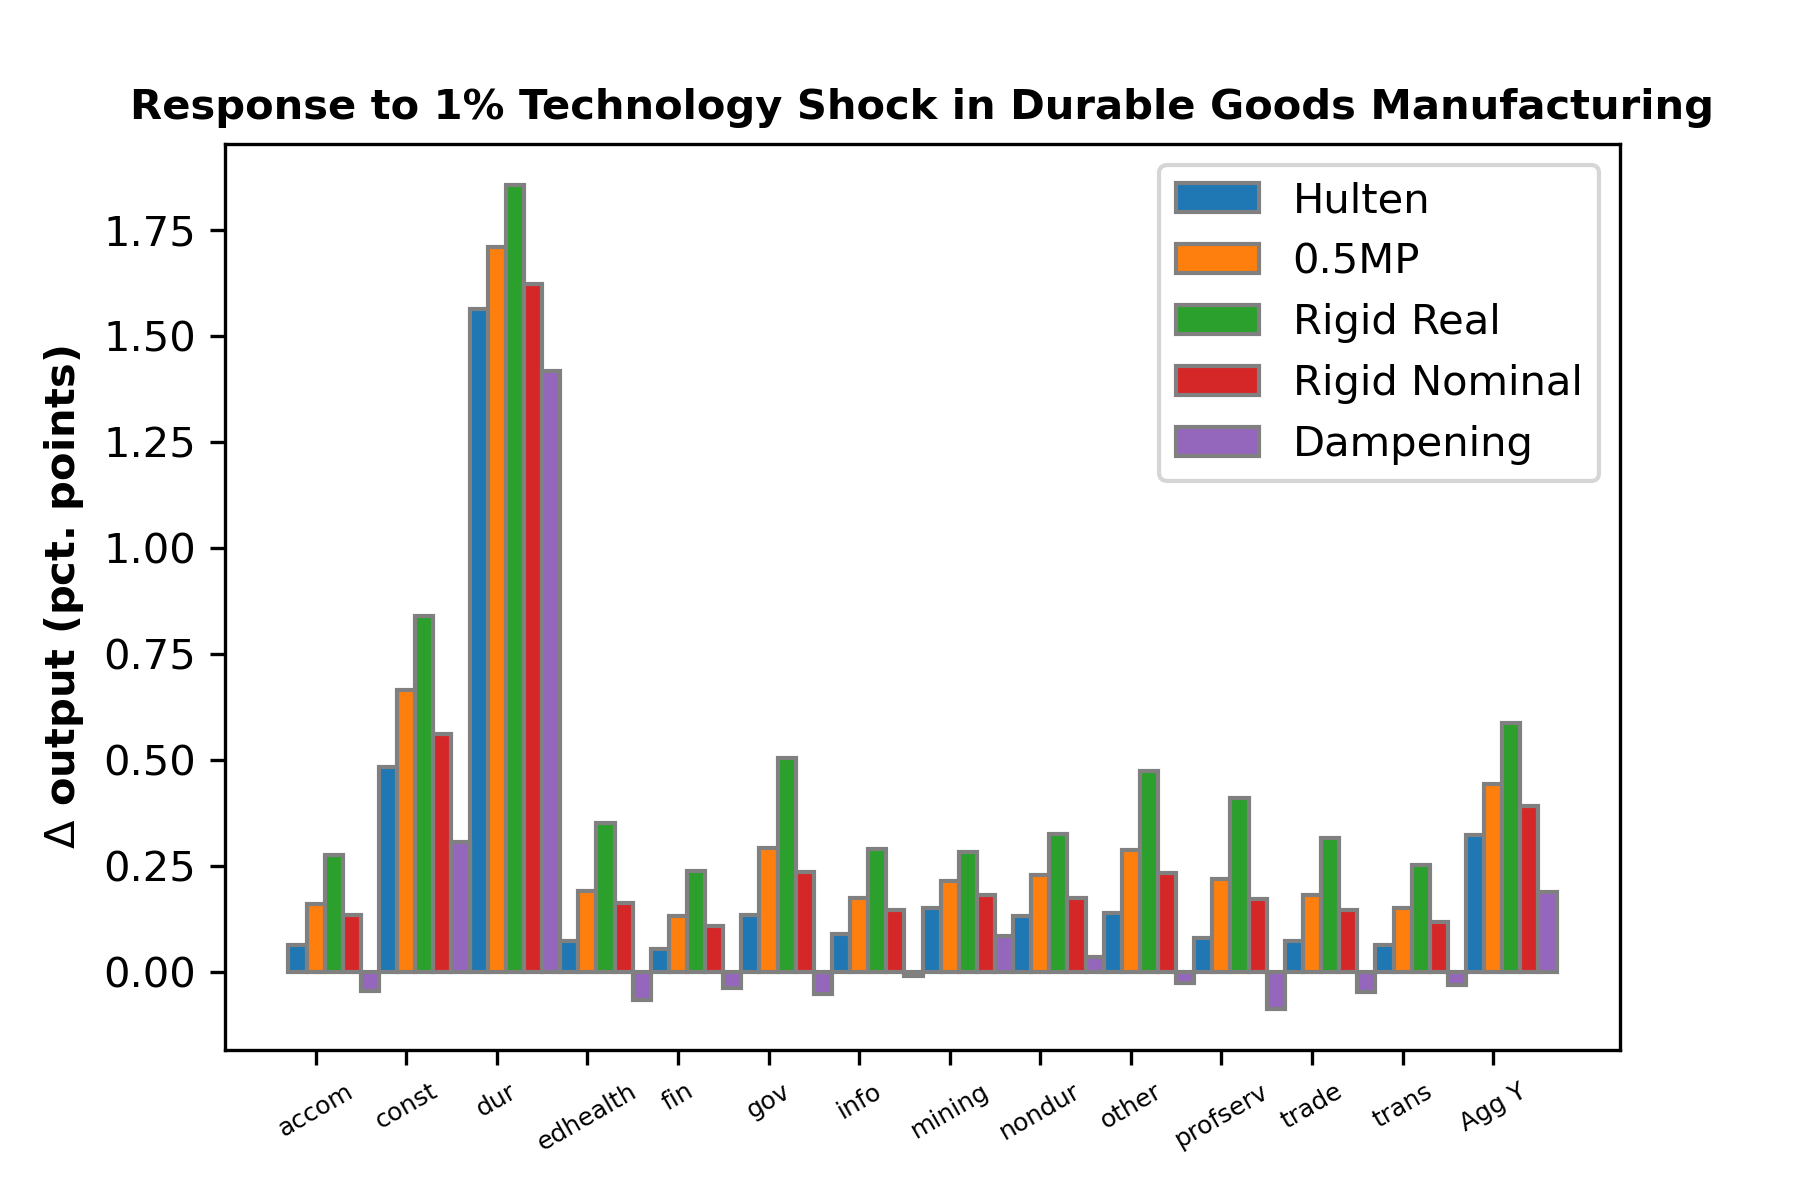 Response to 1% Technology Shock in Durable Goods Manufacturing
Δ output (pct. points)
1.75
1.50
1.25
1.00
0.75
0.50
0.25
0.00
Hulten
0.5MP
Rigid Real
Rigid Nominal
Dampening
accom
const
dur
edhealth
fin
gov
info
mining
nondur
other
profserv
trade
trans
Agg Y